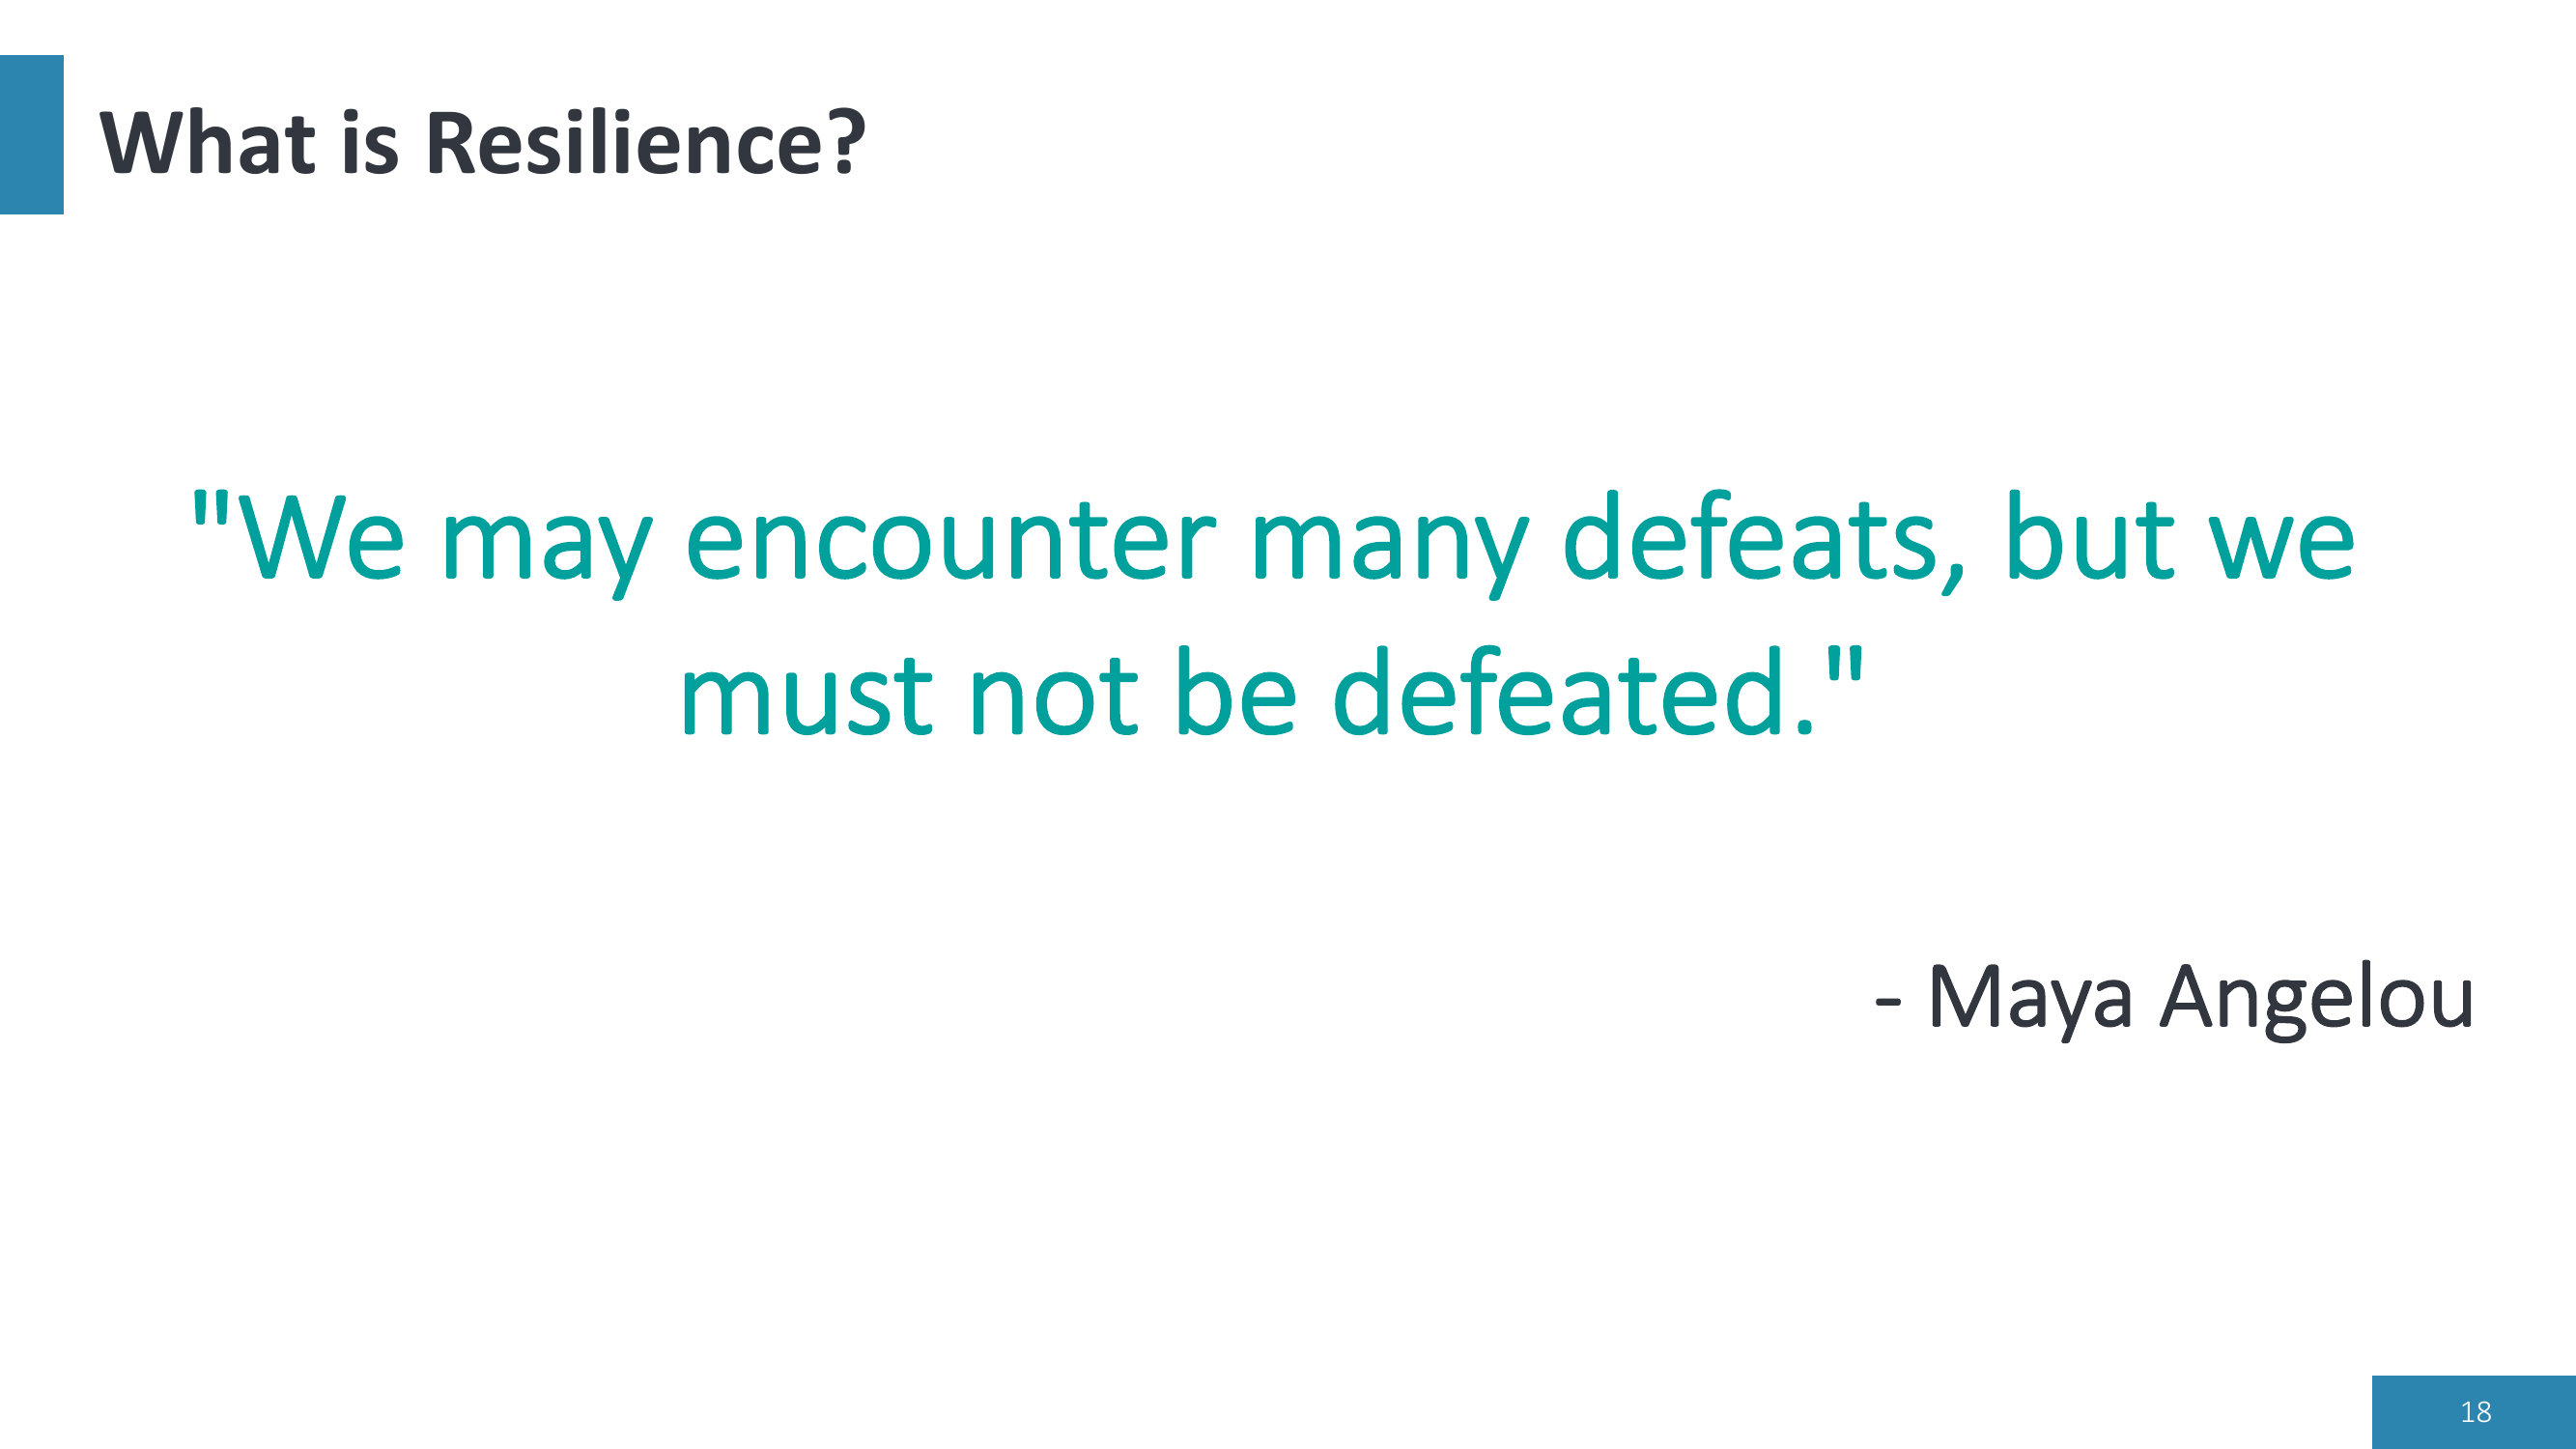 What is Resilience?
"We may encounter many defeats, but we
must not be defeated."
- Maya Angelou
18